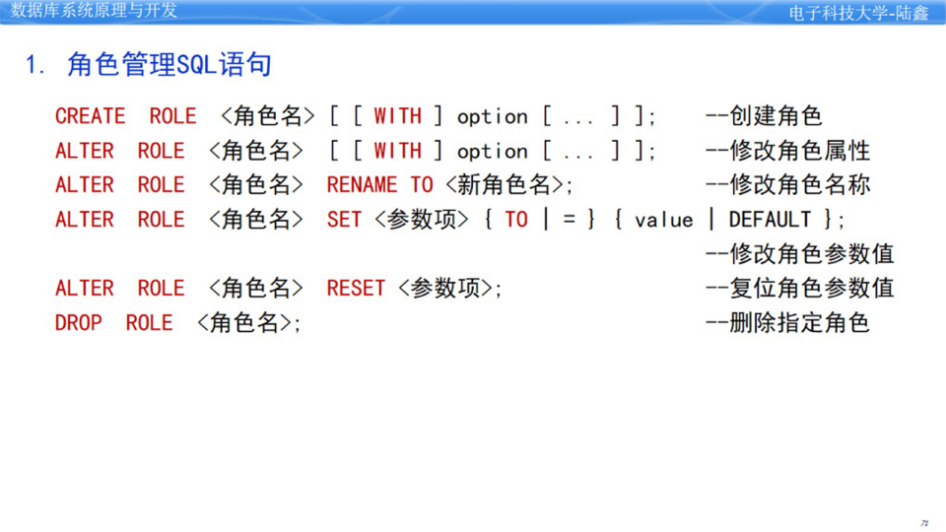 数据库系统原理与开发
电子科技大学-陆鑫
1. 角色管理SQL语句
CREATE ROLE <角色名> [ [ WITH ] option [ ... ] ]; --创建角色
ALTER ROLE <角色名> [ [ WITH ] option [ ... ] ]; --修改角色属性
ALTER ROLE <角色名> RENAME TO <新角色名>; --修改角色名称
ALTER ROLE <角色名> SET <参数项> { TO | = } { value | DEFAULT };
--修改角色参数值
ALTER ROLE <角色名> RESET <参数项>; --复位角色参数值
DROP ROLE <角色名>; --删除指定角色